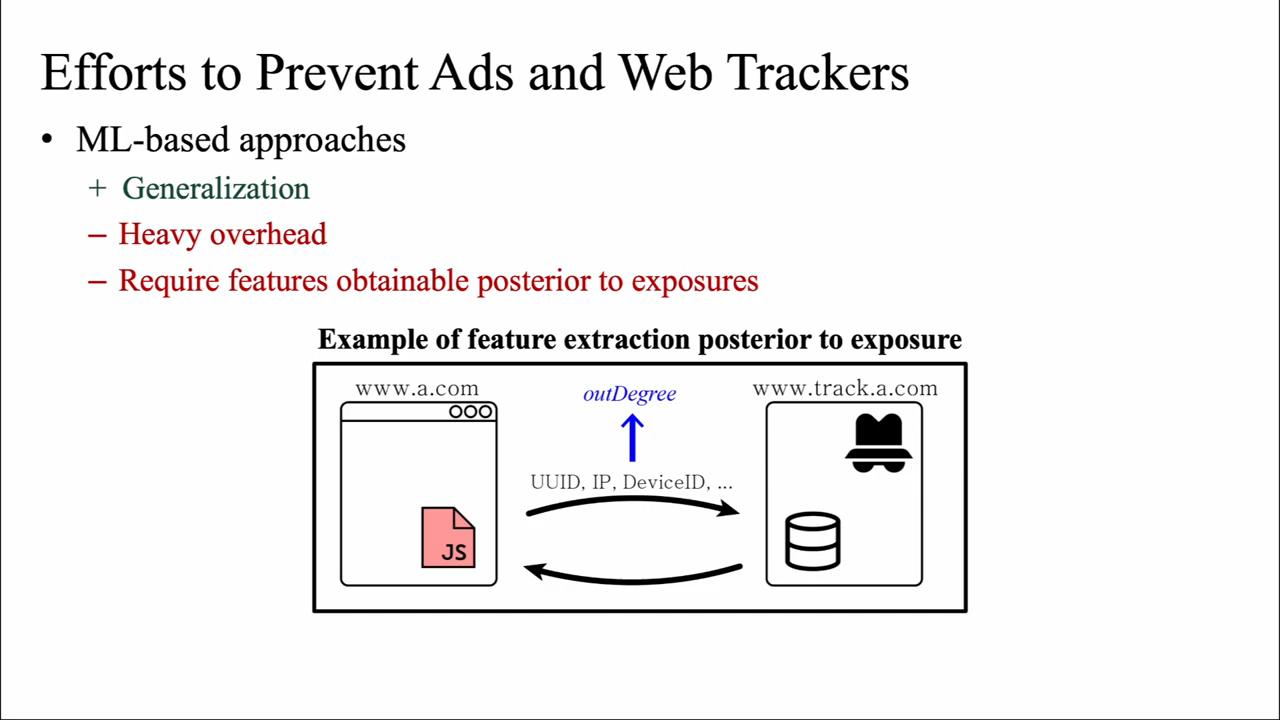 Efforts to Prevent Ads and Web Trackers
• ML-based approaches
+ Generalization
– Heavy overhead
– Require features obtainable posterior to exposures
Example of feature extraction posterior to exposure
www.a.com
outDegree
www.track.a.com
UUID, IP, DeviceID, ...
JS